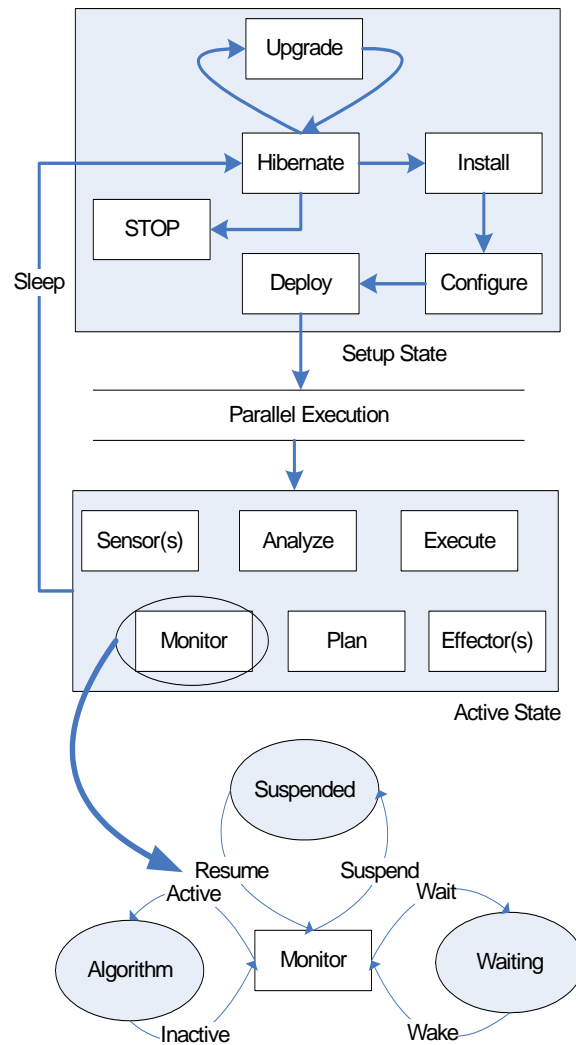 Upgrade
Hibernate
Install
STOP
Sleep
Deploy
Configure
Setup State
Parallel Execution
Sensor(s)
Analyze
Execute
Monitor
Plan
Effector(s)
Active State
Suspended
Resume
Suspend
Active
Wait
Algorithm
Monitor
Waiting
Inactive
Wake